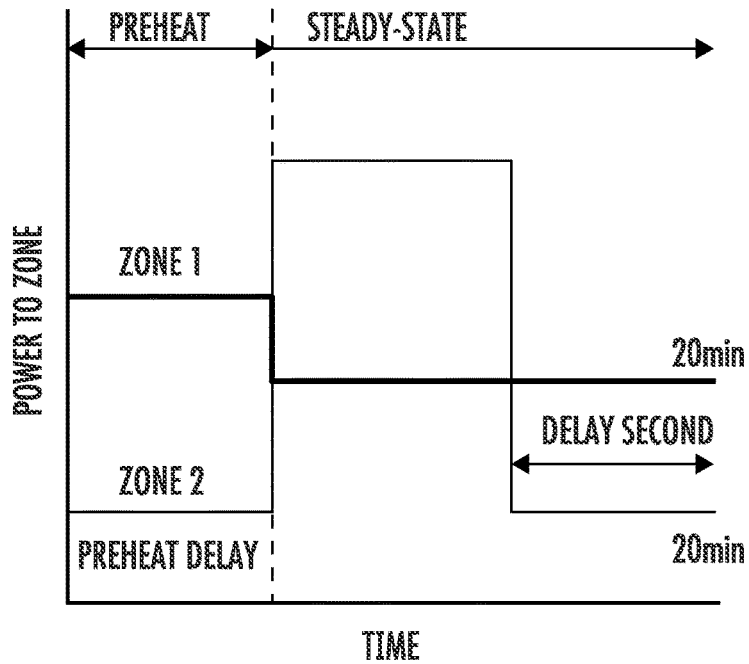 PREHEAT
STEADY-STATE
POWER TO ZONE
ZONE 1
20min
DELAY SECOND
ZONE 2
PREHEAT DELAY
20min
TIME